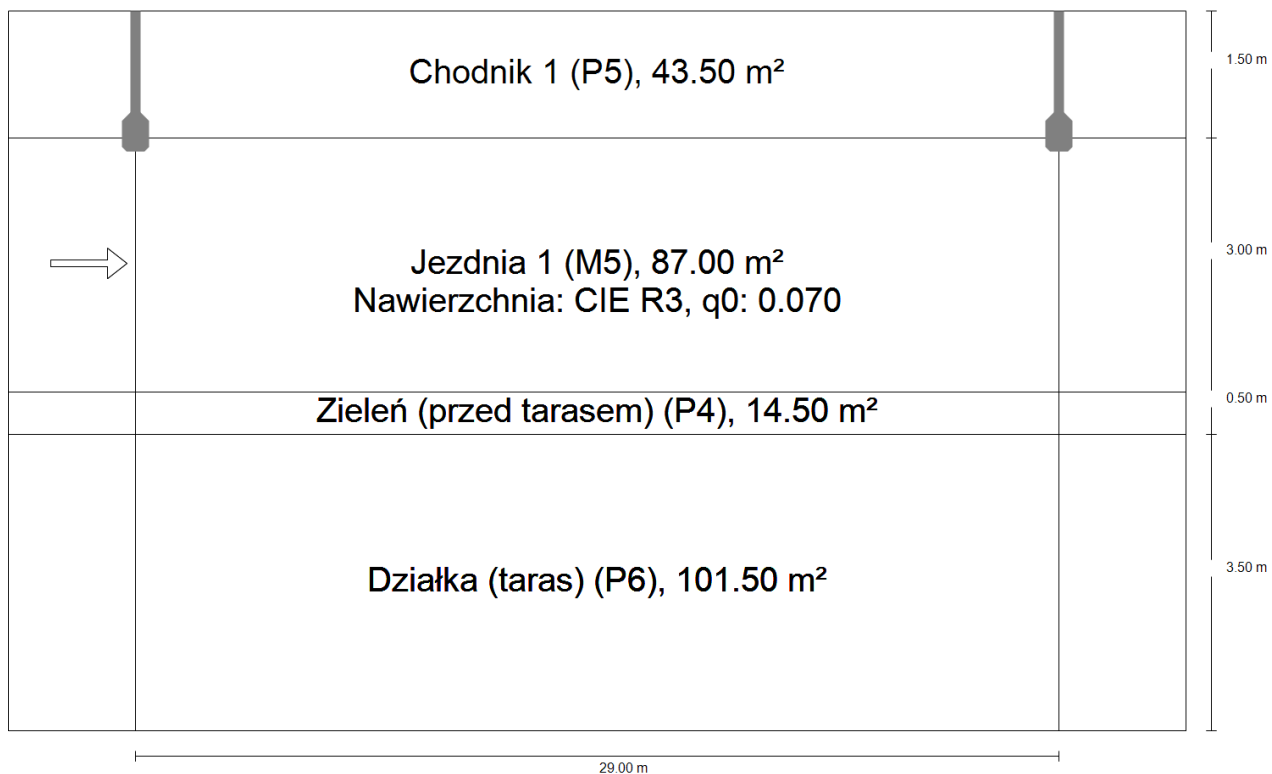 Chodnik 1 (P5), 43.50 m²
1.50 m
Jezdnia 1 (M5), 87.00 m²
Nawierzchnia: CIE R3, q0: 0.070
3.00 m
Zieleń (przed tarasem) (P4), 14.50 m²
0.50 m
Działka (taras) (P6), 101.50 m²
3.50 m
29.00 m